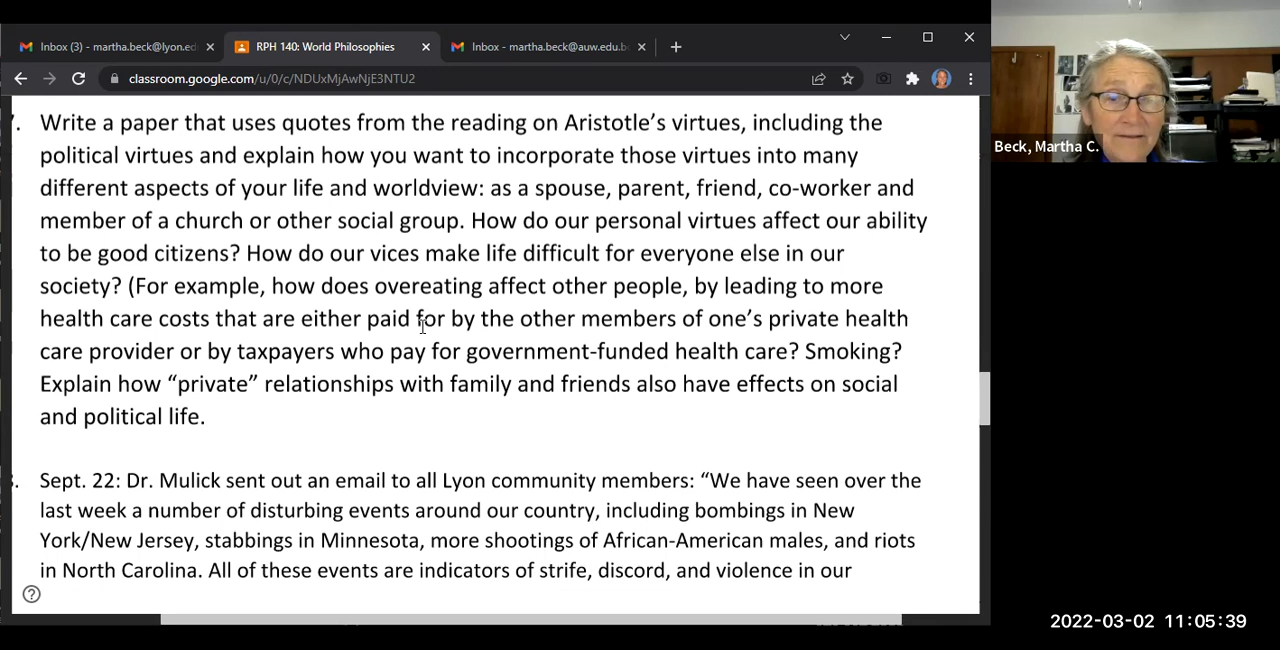 Inbox (3) - martha.beck@lyon.ed
RPH 140: World Philosophies
Inbox - martha.beck@auw.edu.b
classroom.google.com/u/0/c/NDUxMjAwNjE3NTU2
7. Write a paper that uses quotes from the reading on Aristotle’s virtues, including the
political virtues and explain how you want to incorporate those virtues into many
different aspects of your life and worldview: as a spouse, parent, friend, co-worker and
member of a church or other social group. How do our personal virtues affect our ability
to be good citizens? How do our vices make life difficult for everyone else in our
society? (For example, how does overeating affect other people, by leading to more
health care costs that are either paid for by the other members of one’s private health
care provider or by taxpayers who pay for government-funded health care? Smoking?
Explain how “private” relationships with family and friends also have effects on social
and political life.
Sept. 22: Dr. Mulick sent out an email to all Lyon community members: “We have seen over the
last week a number of disturbing events around our country, including bombings in New
York/New Jersey, stabbings in Minnesota, more shootings of African-American males, and riots
in North Carolina. All of these events are indicators of strife, discord, and violence in our
Beck, Martha C.
2022-03-02 11:05:39